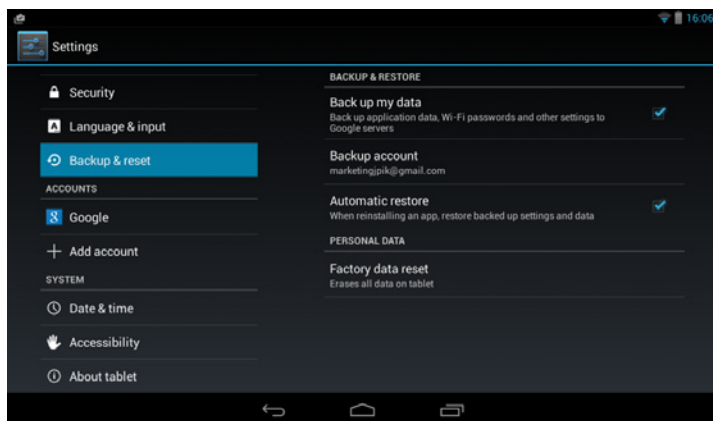 16:06
Settings
Security
Language & input
Backup & reset
ACCOUNTS
Google
Add account
SYSTEM
Date & time
Accessibility
About tablet
BACKUP & RESTORE
Back up my data
Back up application data, Wi-Fi passwords and other settings to
Google servers
Backup account
marketingjpik@gmail.com
Automatic restore
When reinstalling an app, restore backed up settings and data
PERSONAL DATA
Factory data reset
Erases all data on tablet